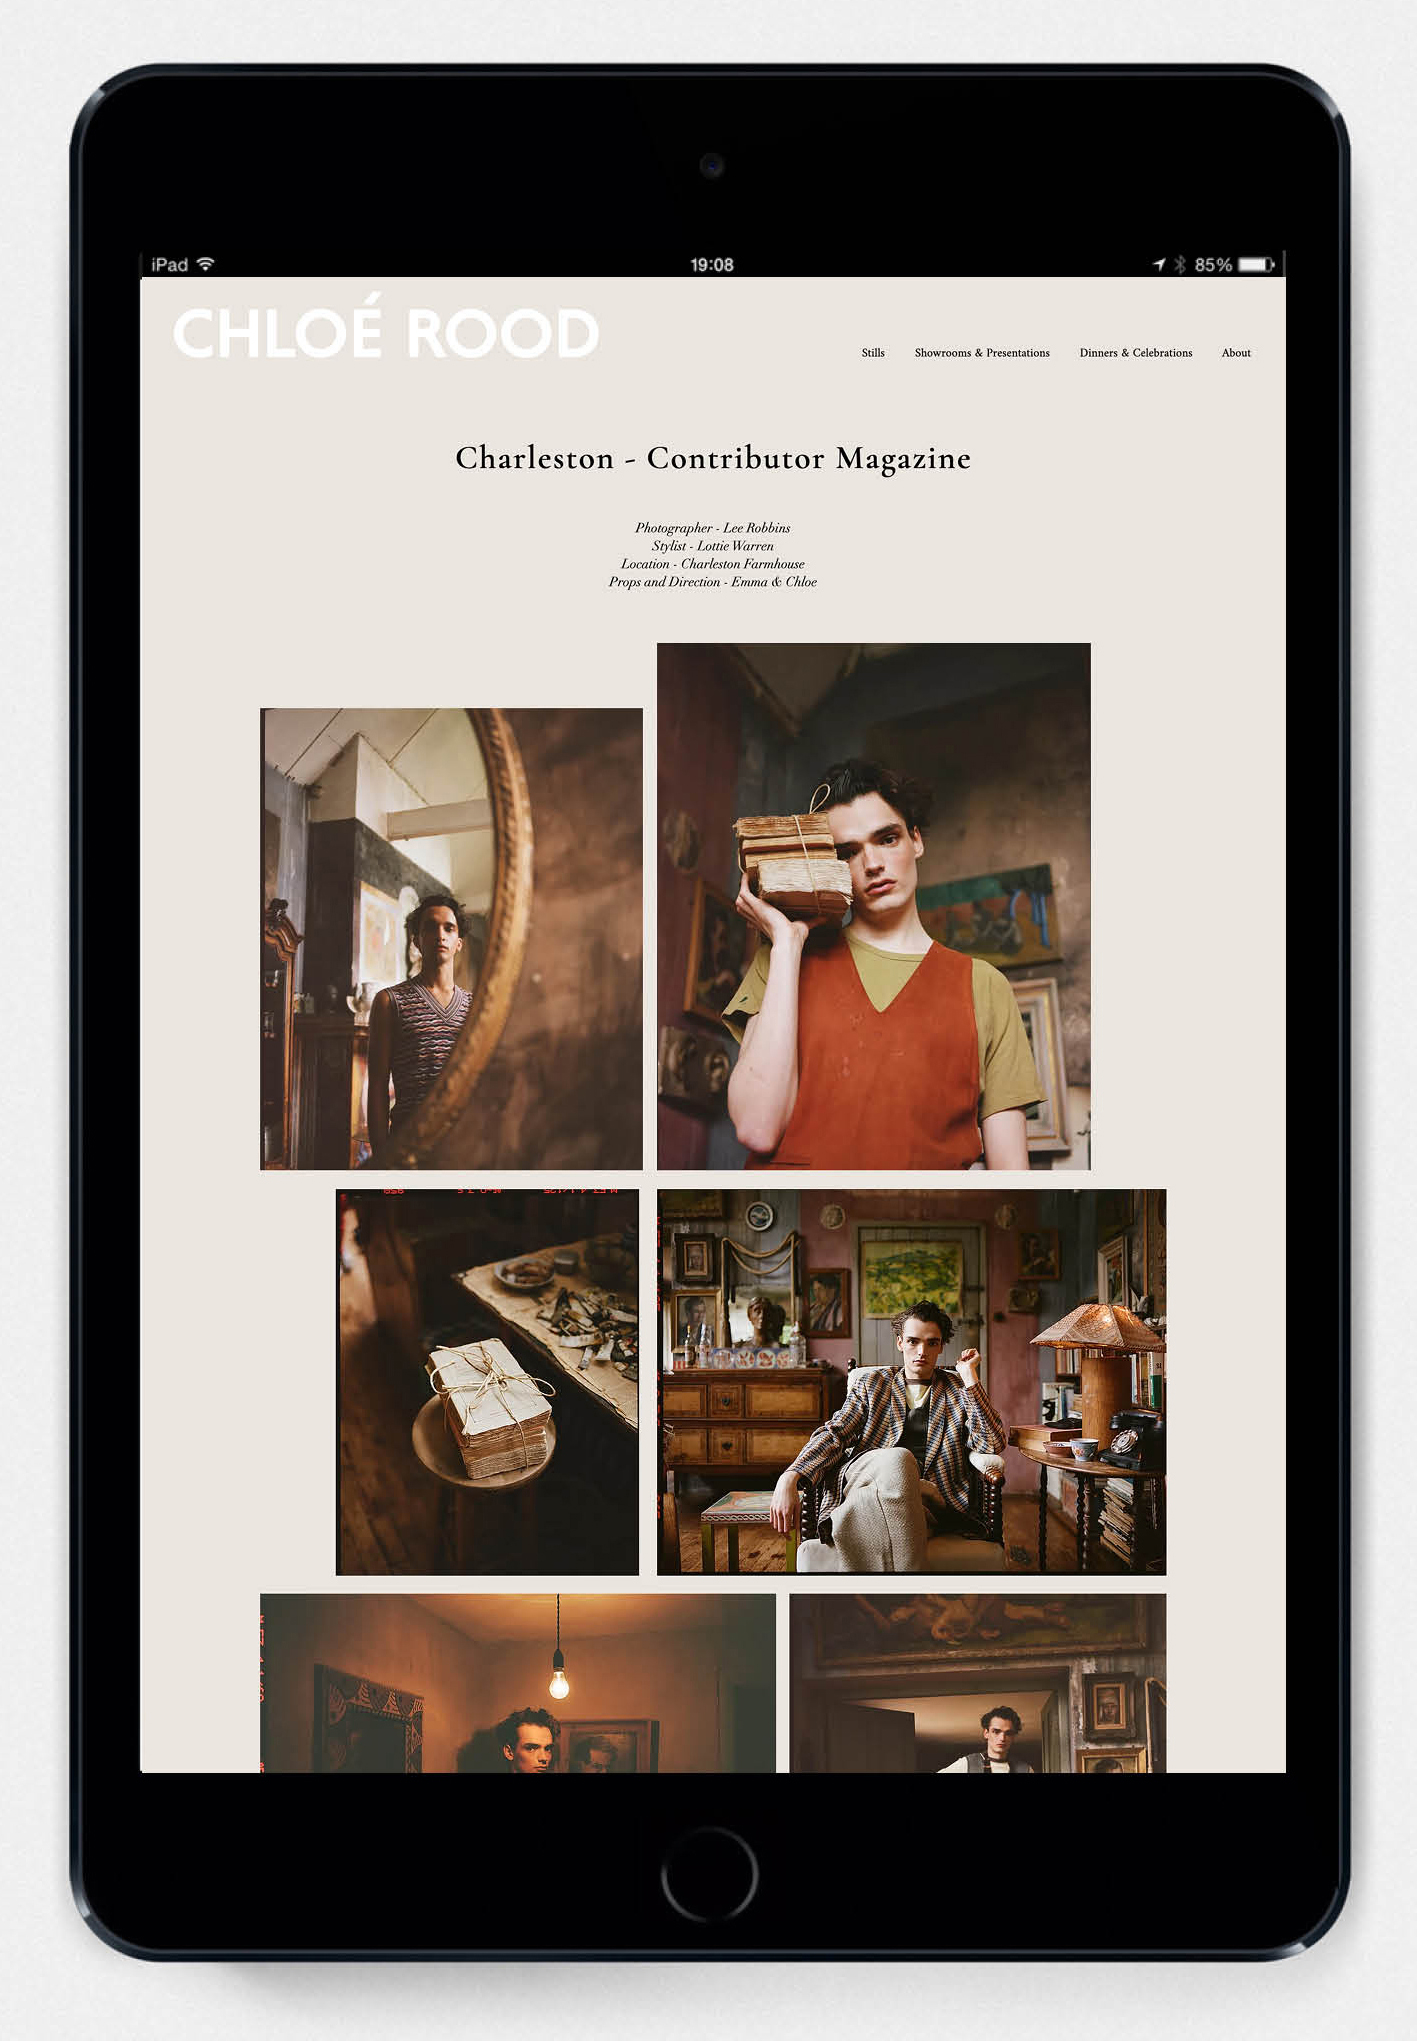 iPad 19:08 85%
CHLOÉ ROOD
Stills Showrooms & Presentations Dinners & Celebrations About
Charleston - Contributor Magazine
Photographer - Lee Robbins
Stylist - Lottie Warren
Location - Charleston Farmhouse
Props and Direction - Emma & Chloe